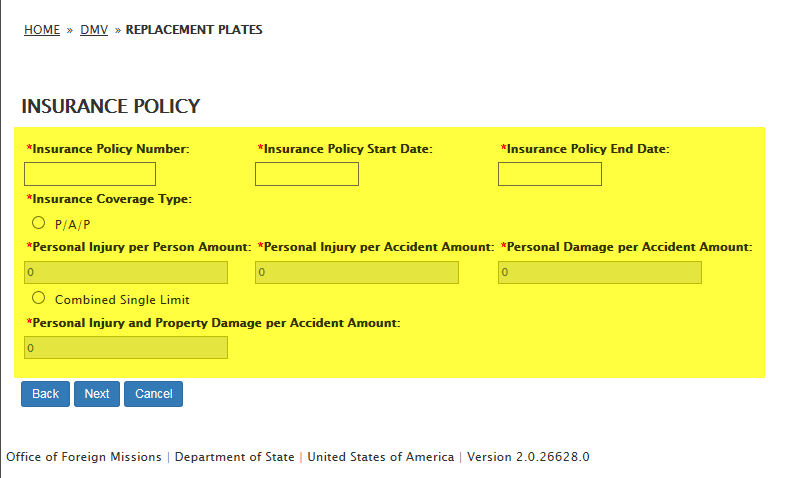 HOME » DMV » REPLACEMENT PLATES
INSURANCE POLICY
*Insurance Policy Number: *Insurance Policy Start Date: *Insurance Policy End Date:
*Insurance Coverage Type:
P/A/P
*Personal Injury per Person Amount: *Personal Injury per Accident Amount: *Personal Damage per Accident Amount:
0 0 0
Combined Single Limit
*Personal Injury and Property Damage per Accident Amount:
0
Back Next Cancel
Office of Foreign Missions | Department of State | United States of America | Version 2.0.26628.0